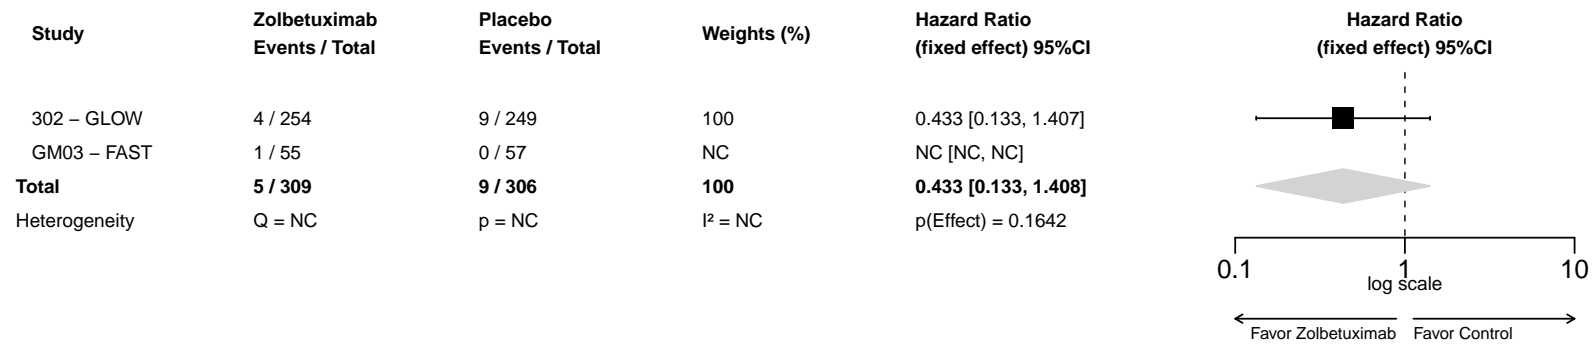 Study Zolbetuximab Events / Total Placebo Events / Total Weights (%) Hazard Ratio (fixed effect) 95%CI Hazard Ratio (fixed effect) 95%CI
302 − GLOW 4 / 254 9 / 249 100 0.433 [0.133, 1.407]
GM03 − FAST 1 / 55 0 / 57 NC NC [NC, NC]
Total 5 / 309 9 / 306 100 0.433 [0.133, 1.408]
Heterogeneity Q = NC p = NC I² = NC p(Effect) = 0.1642
0.1 1 10
log scale
Favor Zolbetuximab Favor Control